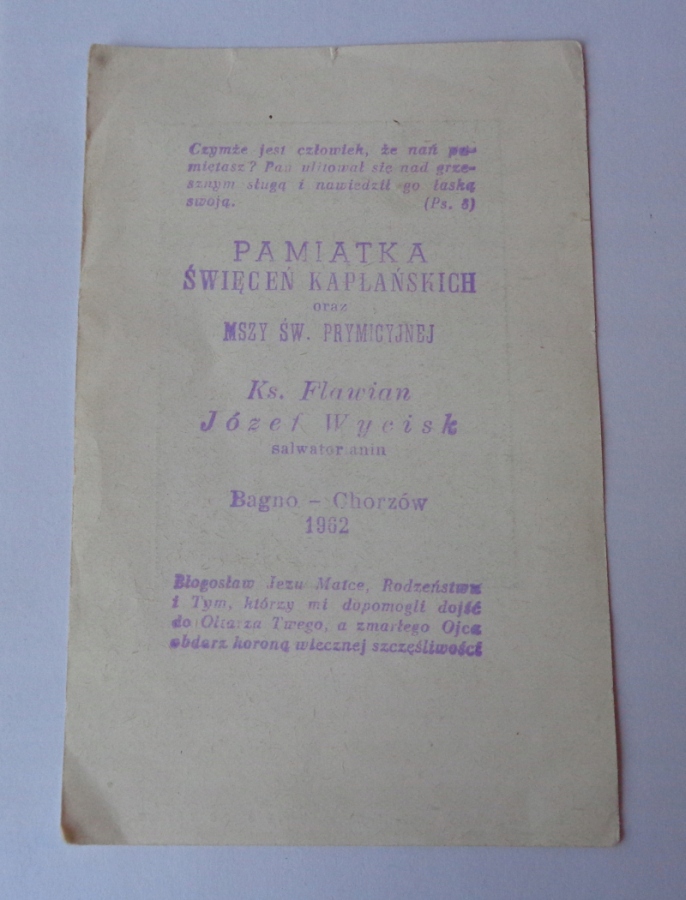 Czymże jest człowiek, że nań pa-
miętasz? Pan ulitował się nad grze-
sznym sługą i nawiedził go łaską
swoją. (Ps. 8)
PAMIĄTKA
ŚWIĘCEŃ KAPŁAŃSKICH
oraz
MSZY ŚW. PRYMICYJNEJ
Ks. Flawian
Józef Wycisk
salwatorianin
Bagno - Chorzów
1962
Błogosław Jezu Matce, Rodzeństwu
i Tym, którzy mi dopomogli dojść
do Ołtarza Twego, a zmarłego Ojca
obdarz koroną wiecznej szczęśliwości